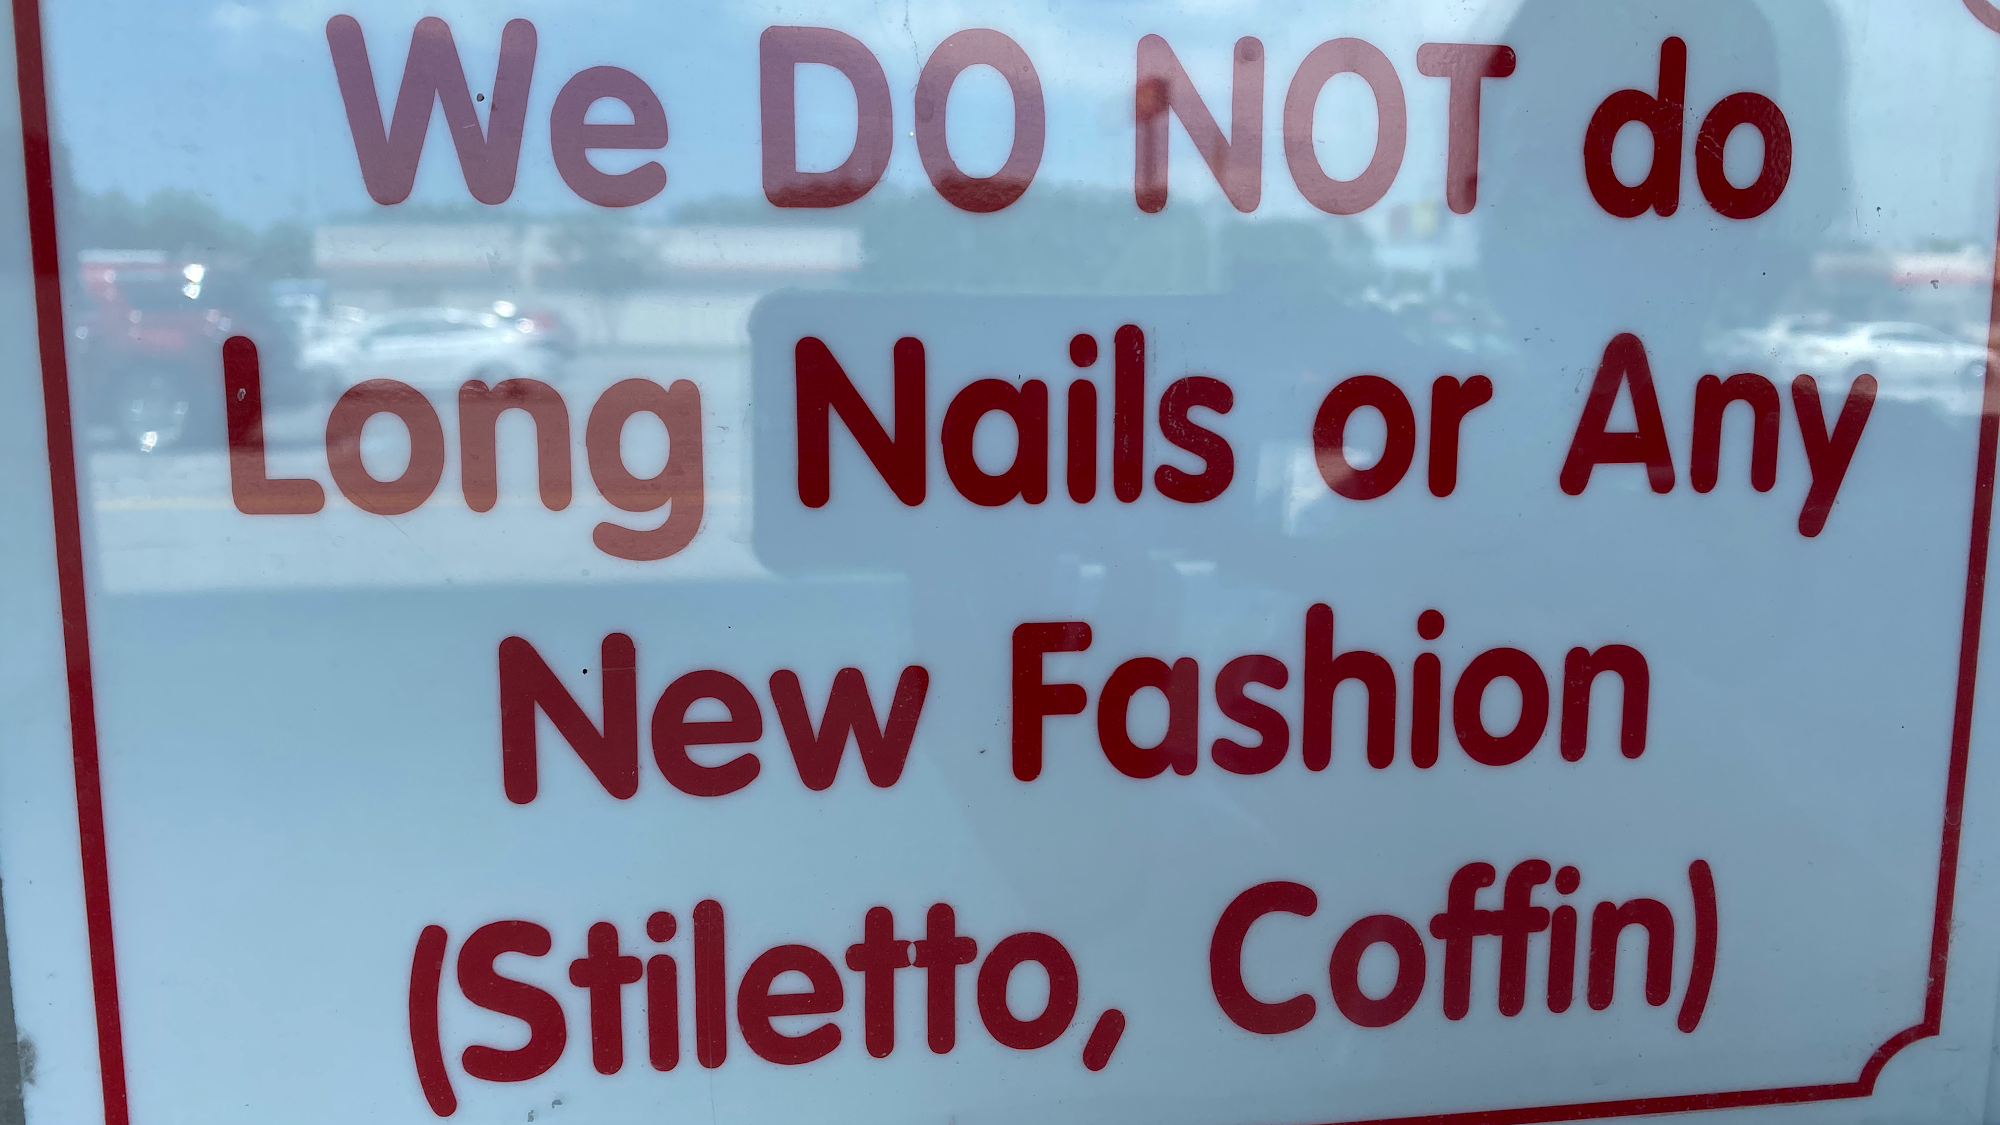 We DO NOT do
Long Nails or Any
New Fashion
(Stiletto, Coffin)